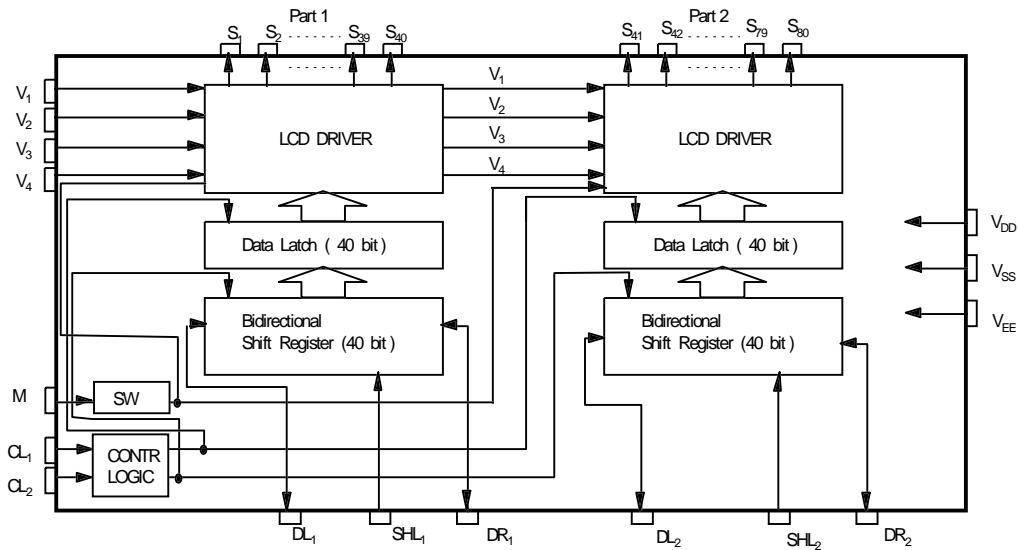 Part 1
Part 2
S1 S2 ........ S39 S40
S41 S42 ........ S79 S80
........
........
V1
V2
V3
V4
LCD DRIVER
V1
V2
V3
V4
LCD DRIVER
Data Latch ( 40 bit )
Data Latch ( 40 bit )
VDD
VSS
VEE
Bidirectional
Shift Register (40 bit)
Bidirectional
Shift Register (40 bit)
M
SW
CL1
CL2
CONTR
LOGIC
DL1
SHL1
DR1
DL2
SHL2
DR2